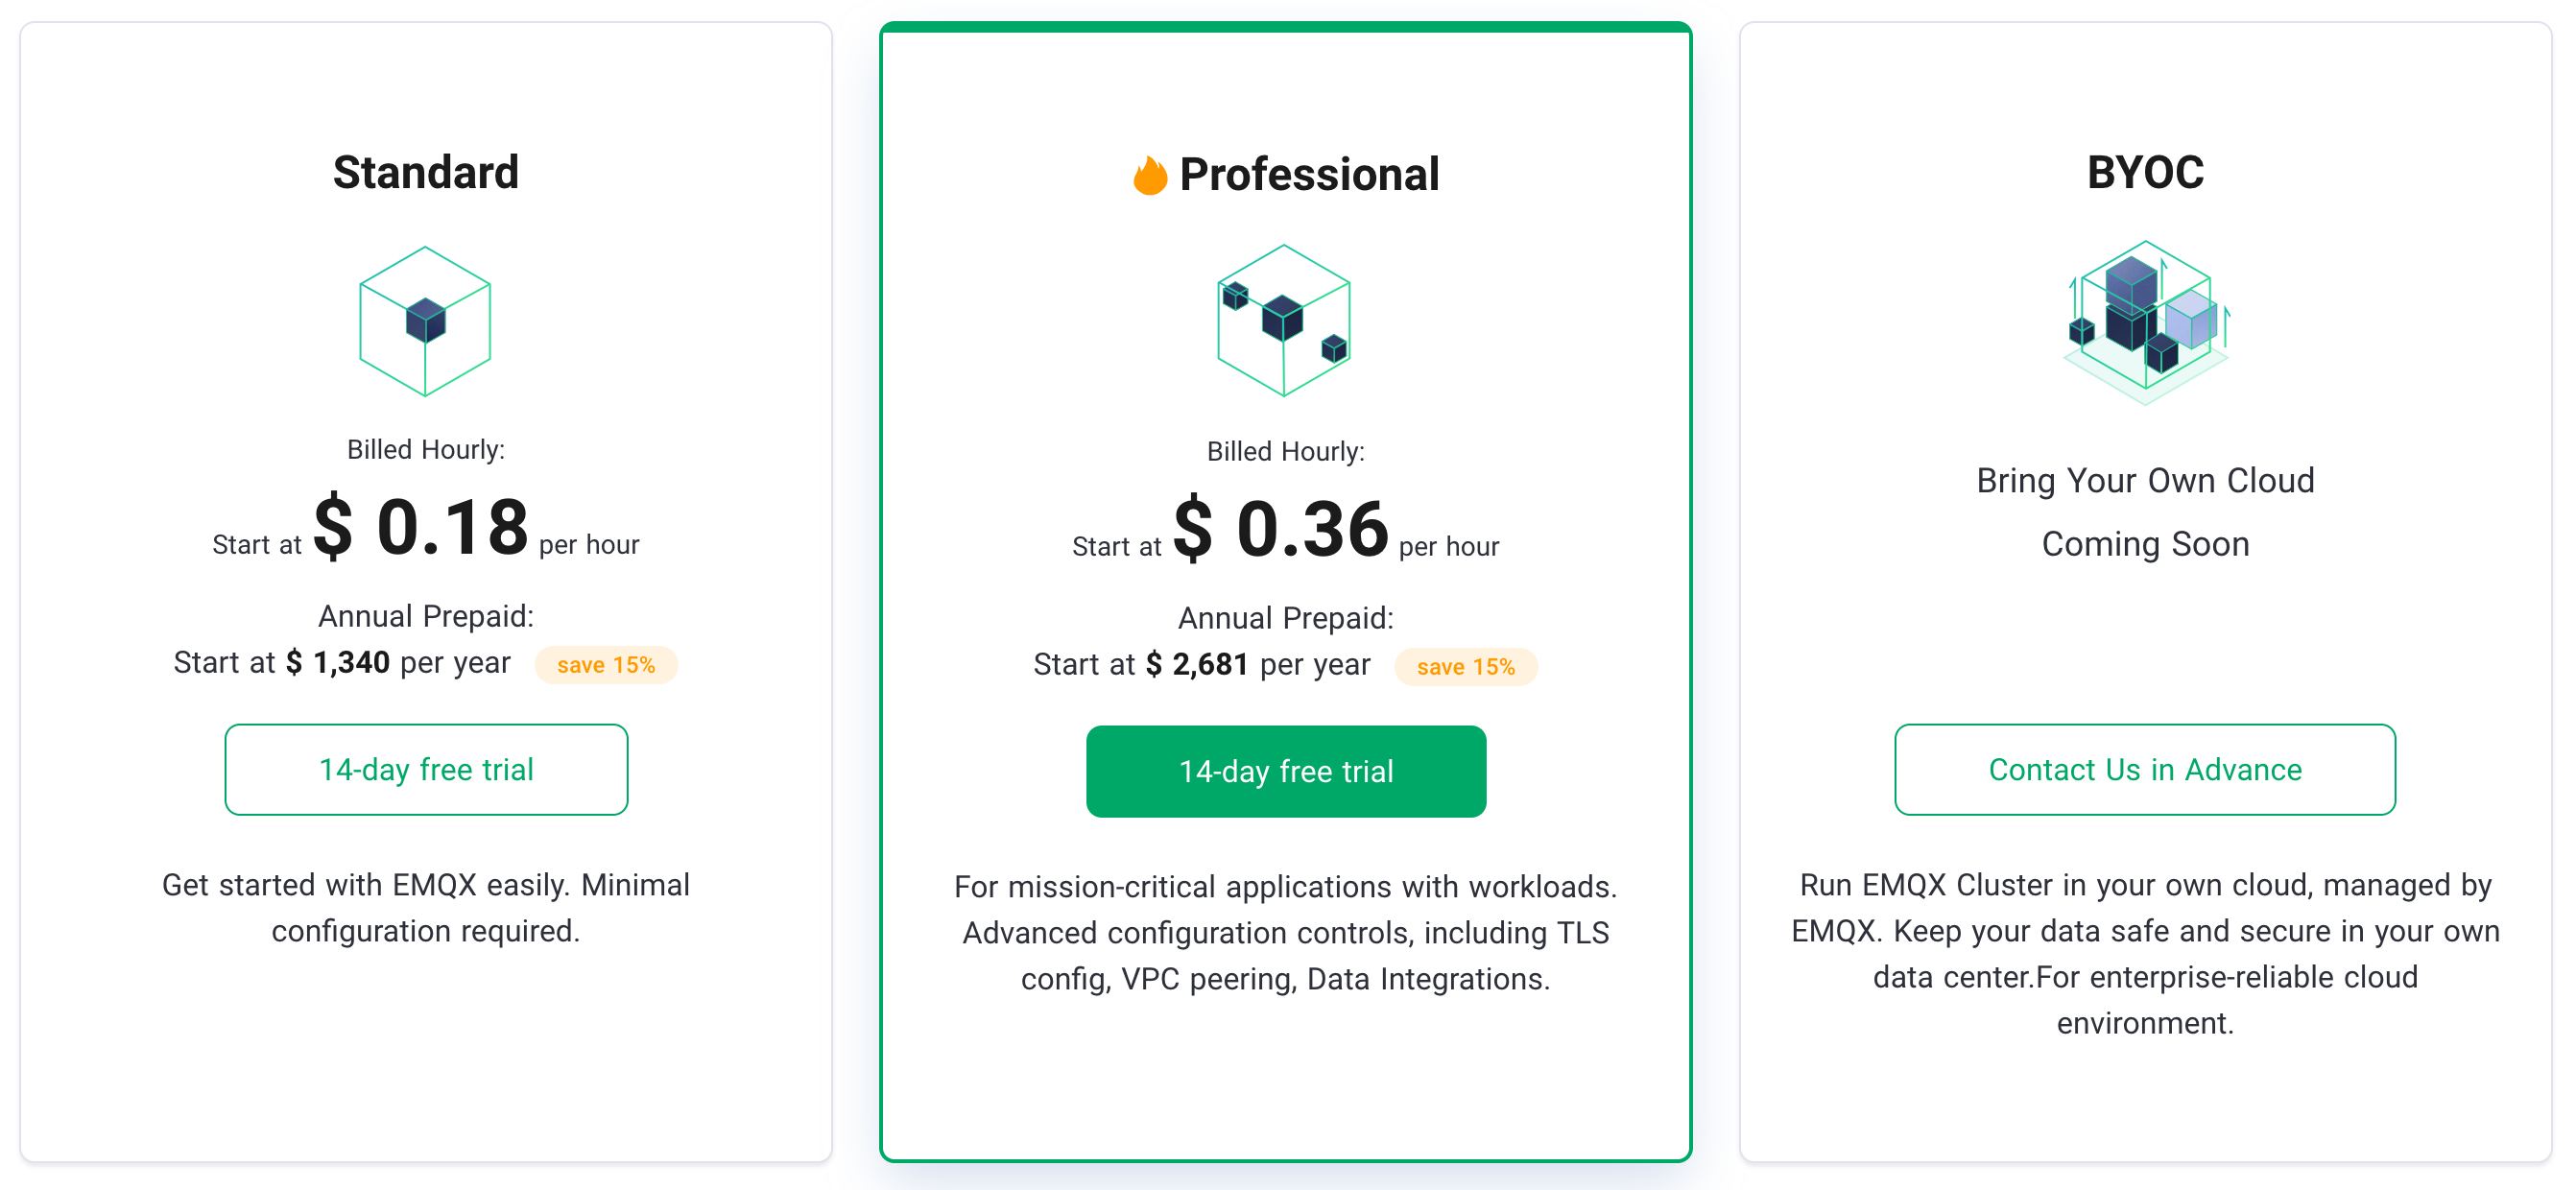 Standard
Billed Hourly:
Start at $ 0.18 per hour
Annual Prepaid:
Start at $ 1,340 per year save 15%
14-day free trial
Get started with EMQX easily. Minimal
configuration required.
Professional
Billed Hourly:
Start at $ 0.36 per hour
Annual Prepaid:
Start at $ 2,681 per year save 15%
14-day free trial
For mission-critical applications with workloads.
Advanced configuration controls, including TLS
config, VPC peering, Data Integrations.
BYOC
Bring Your Own Cloud
Coming Soon
Contact Us in Advance
Run EMQX Cluster in your own cloud, managed by
EMQX. Keep your data safe and secure in your own
data center.For enterprise-reliable cloud
environment.